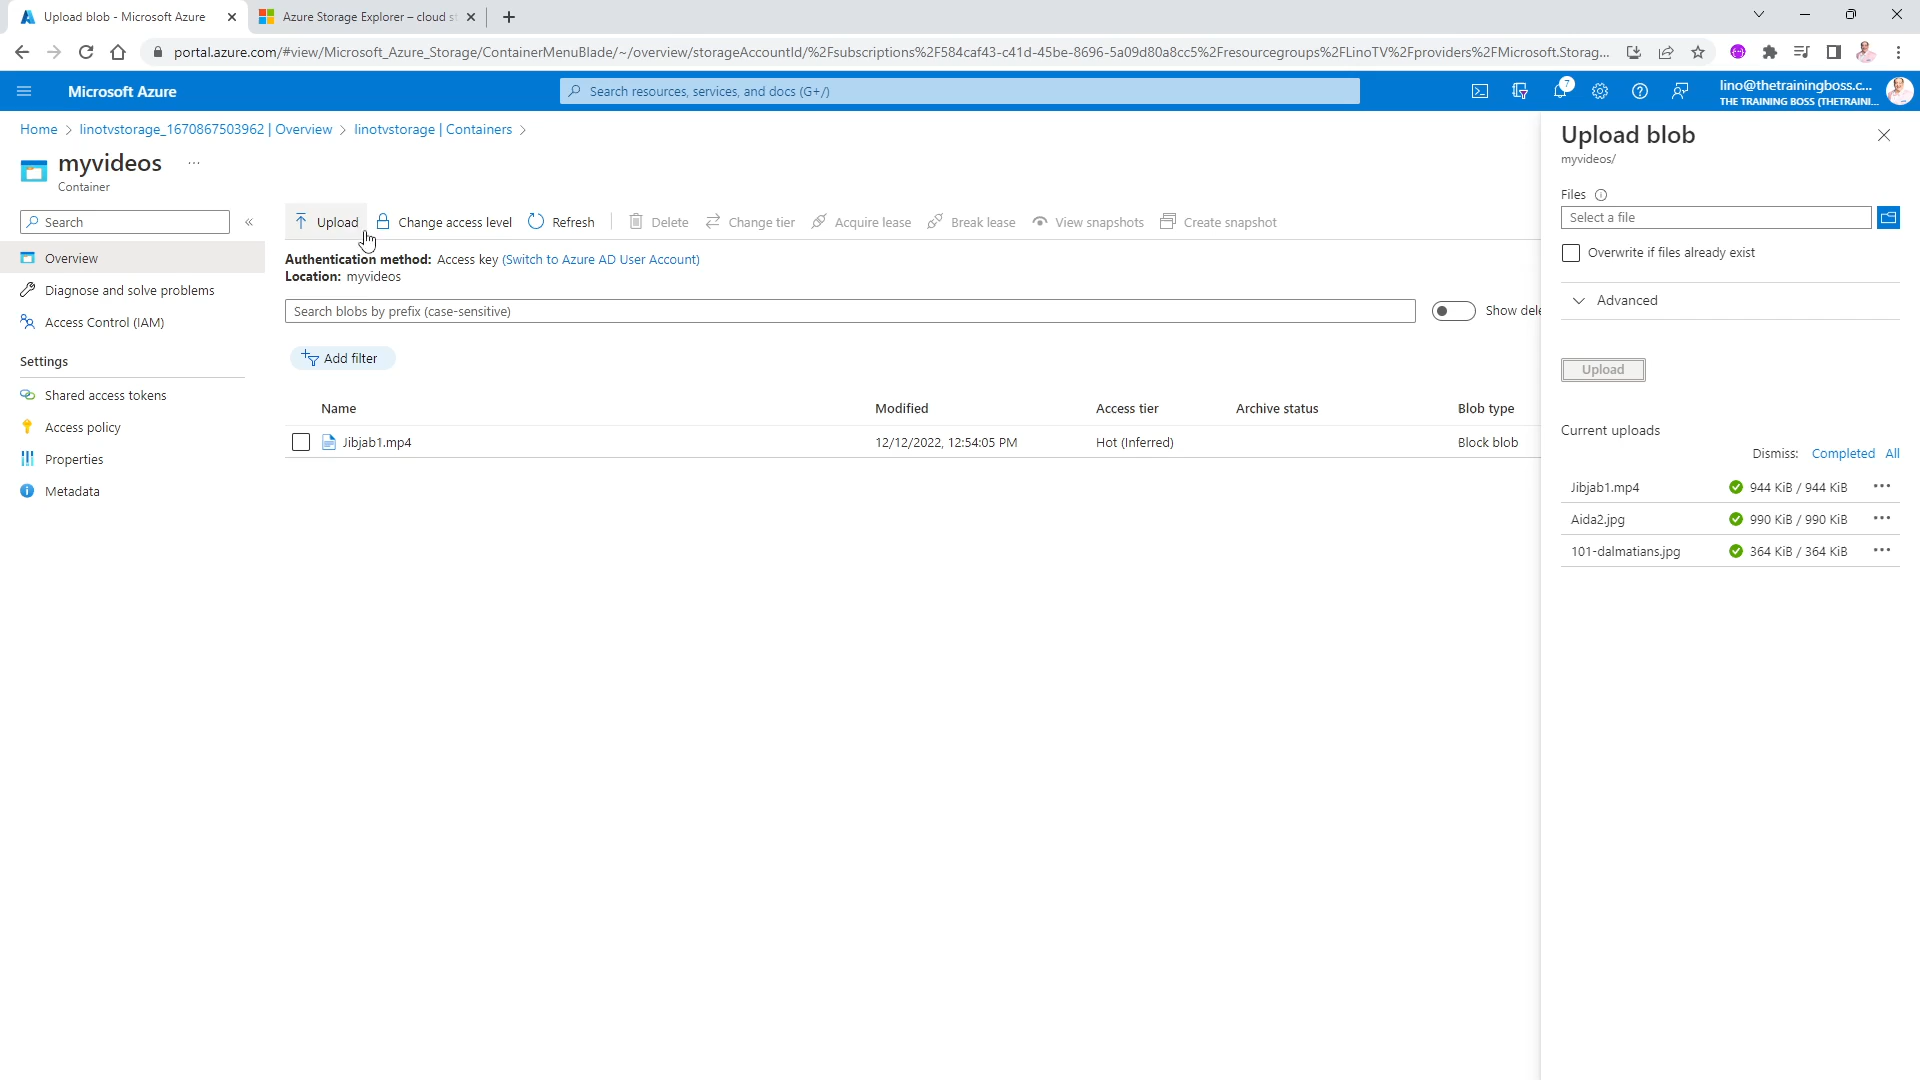 Upload blob - Microsoft Azure
Azure Storage Explorer – cloud st
portal.azure.com/#view/Microsoft_Azure_Storage/ContainerMenuBlade/~/overview/storageAccountId/%2Fsubscriptions%2F584caf43-c41d-45be-8696-5a09d80a8cc5%2Fresourcegroups%2FLinoTV%2Fproviders%2FMicrosoft.Storag...
Microsoft Azure
Search resources, services, and docs (G+/)
7
lino@thetrainingboss.c...
THE TRAINING BOSS (THETRAINI...
Home > linotvstorage_1670867503962 | Overview > linotvstorage | Containers >
myvideos ...
Container
Search
«
Overview
Diagnose and solve problems
Access Control (IAM)
Settings
Shared access tokens
Access policy
Properties
Metadata
Upload Change access level Refresh Delete Change tier Acquire lease Break lease View snapshots Create snapshot
Authentication method: Access key (Switch to Azure AD User Account)
Location: myvideos
Search blobs by prefix (case-sensitive)
Show dele
Add filter
Name Modified Access tier Archive status Blob type
Jibjab1.mp4 12/12/2022, 12:54:05 PM Hot (Inferred) Block blob
Upload blob
myvideos/
Files
Select a file
Overwrite if files already exist
Advanced
Upload
Current uploads
Dismiss: Completed All
Jibjab1.mp4 944 KiB / 944 KiB ...
Aida2.jpg 990 KiB / 990 KiB ...
101-dalmatians.jpg 364 KiB / 364 KiB ...